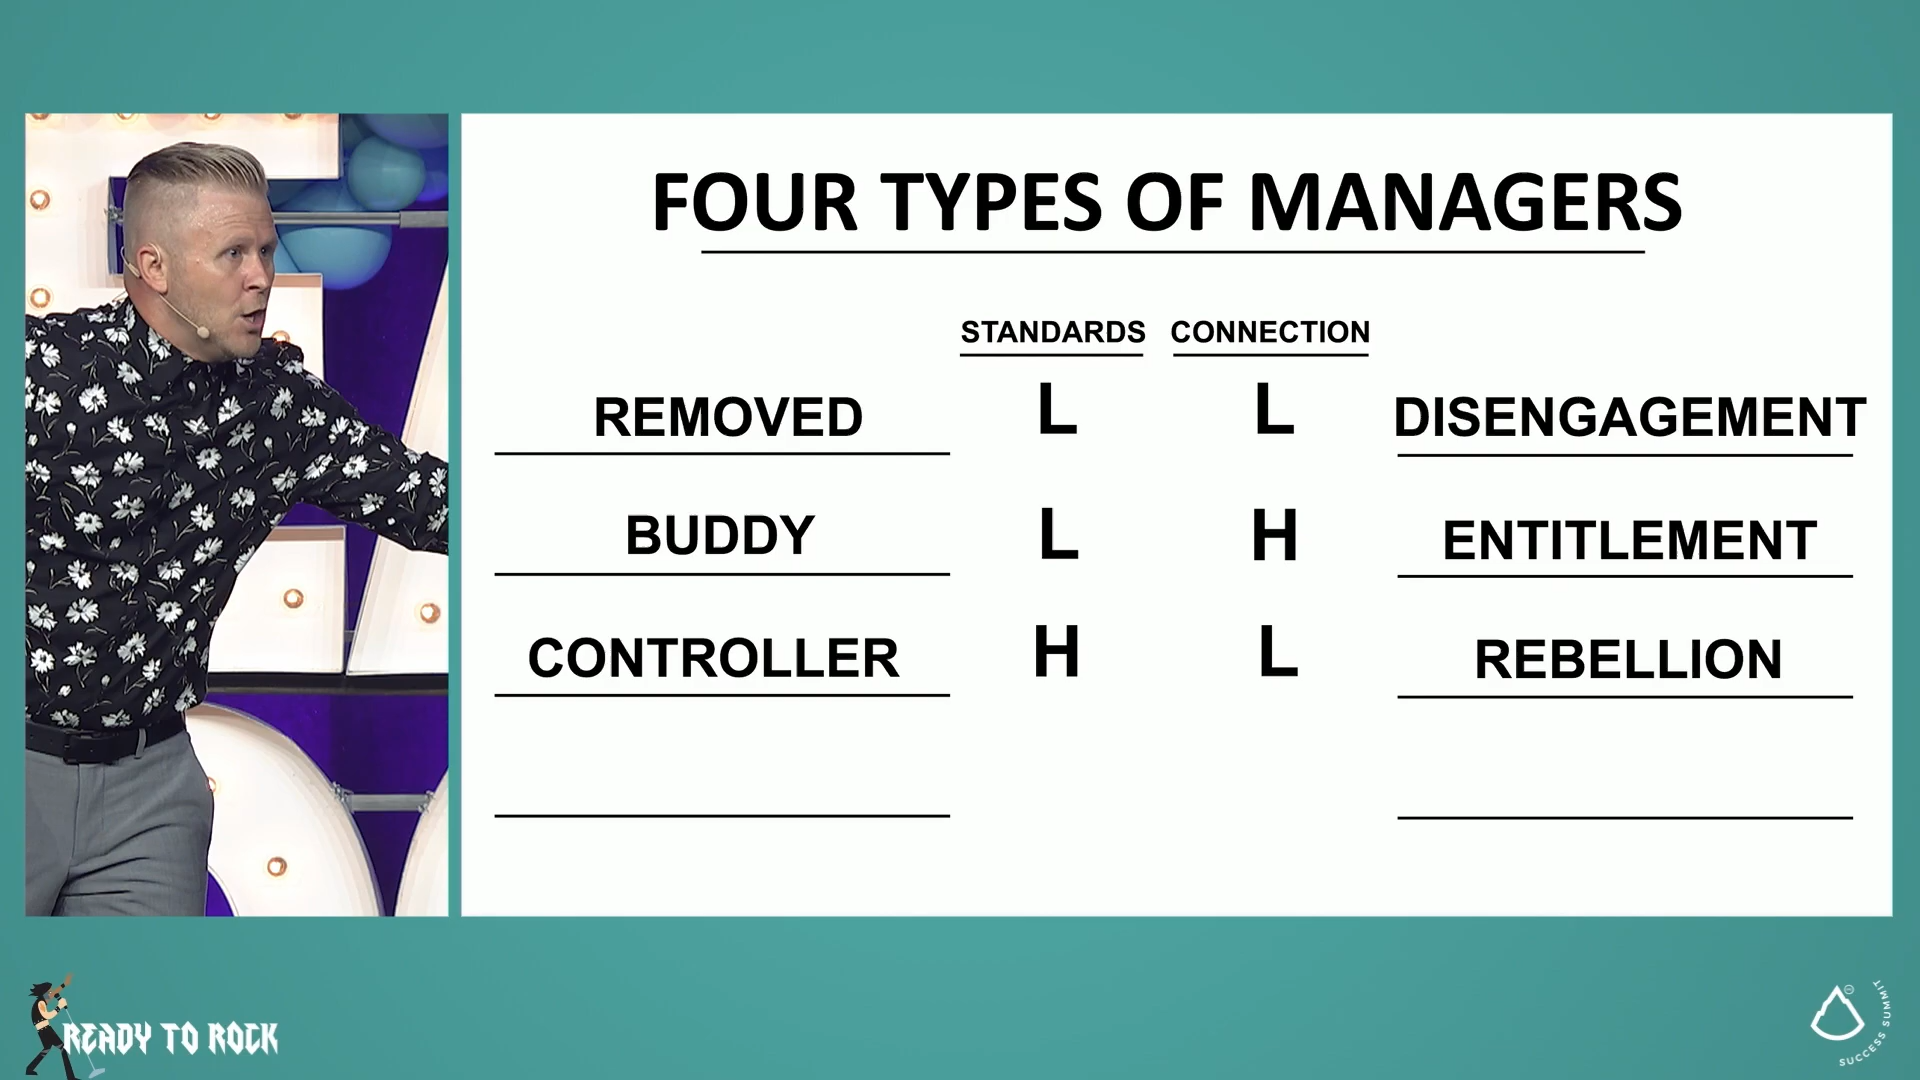 FOUR TYPES OF MANAGERS
STANDARDS CONNECTION
REMOVED L L DISENGAGEMENT
BUDDY L H ENTITLEMENT
CONTROLLER H L REBELLION
READY TO ROCK
SUCCESS SUMMIT